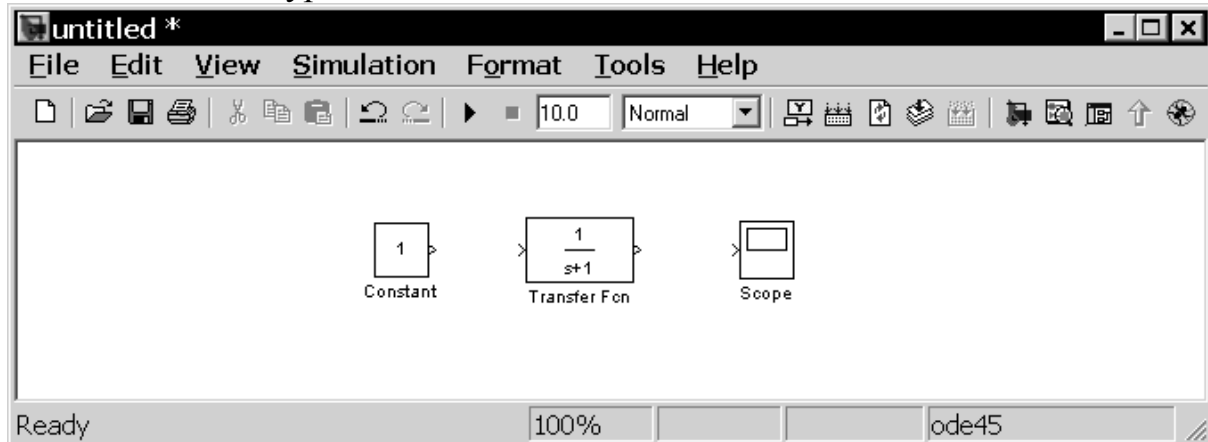 untitled *
File Edit View Simulation Format Tools Help
10.0 Normal
1
1
s+1
Constant Transfer Fcn Scope
Ready 100% ode45